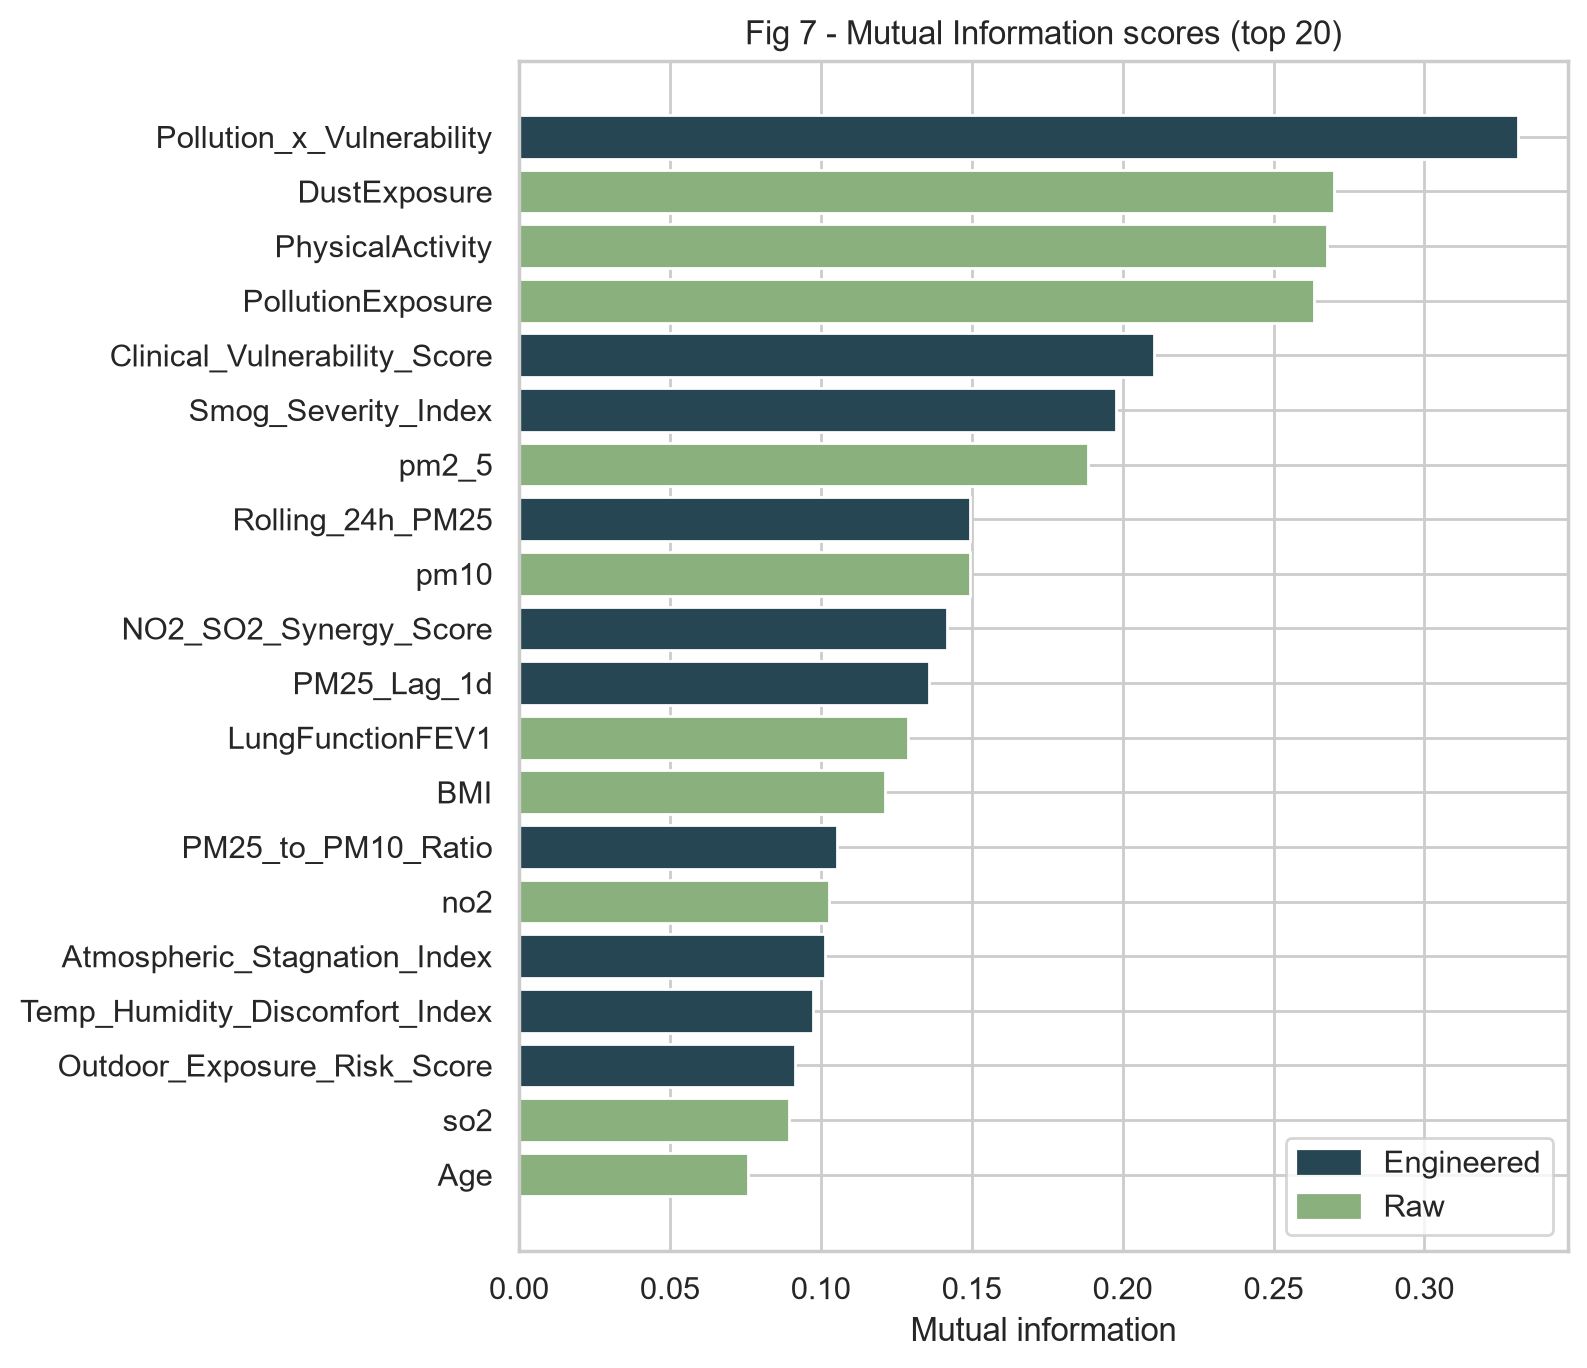 Fig 7 - Mutual Information scores (top 20)
Pollution_x_Vulnerability
DustExposure
PhysicalActivity
PollutionExposure
Clinical_Vulnerability_Score
Smog_Severity_Index
pm2_5
Rolling_24h_PM25
pm10
NO2_SO2_Synergy_Score
PM25_Lag_1d
LungFunctionFEV1
BMI
PM25_to_PM10_Ratio
no2
Atmospheric_Stagnation_Index
Temp_Humidity_Discomfort_Index
Outdoor_Exposure_Risk_Score
so2
Age
Engineered
Raw
0.00 0.05 0.10 0.15 0.20 0.25 0.30
Mutual information